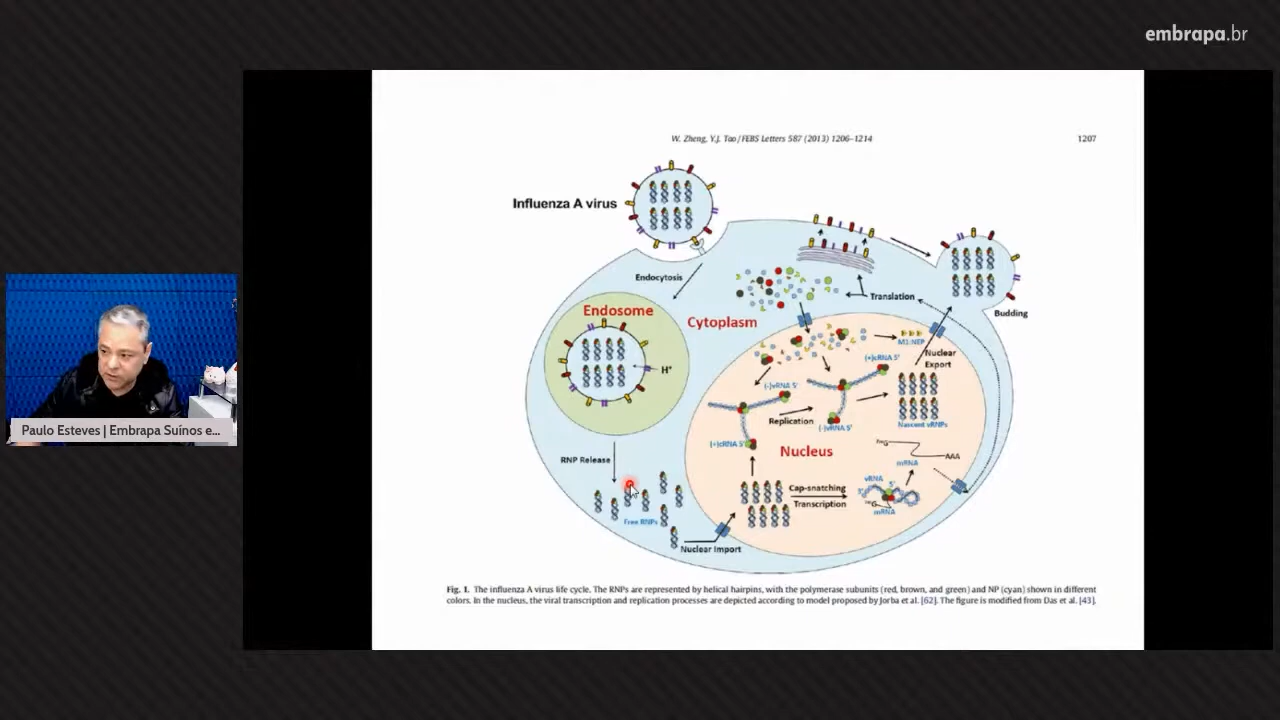 embrapa.br
W. Zheng, Y.J. Tao / FEBS Letters 587 (2013) 1206–1214
1207
Influenza A virus
Endocytosis
Endosome
H⁺
Cytoplasm
Translation
Budding
M1:NEP
Nuclear
Export
(+)cRNA 5'
(-)vRNA 5'
Replication
(-)vRNA 5'
(+)cRNA 5'
Nascent vRNPs
Nucleus
RNP Release
Free RNPs
Nuclear Import
Cap-snatching
Transcription
vRNA
3'
5'
mRNA
mRNA
AAA
Paulo Esteves | Embrapa Suínos e...
Fig. 1. The influenza A virus life cycle. The RNPs are represented by helical hairpins, with the polymerase subunits (red, brown, and green) and NP (cyan) shown in different
colors. In the nucleus, the viral transcription and replication processes are depicted according to model proposed by Jorba et al. [62]. The figure is modified from Das et al. [43].